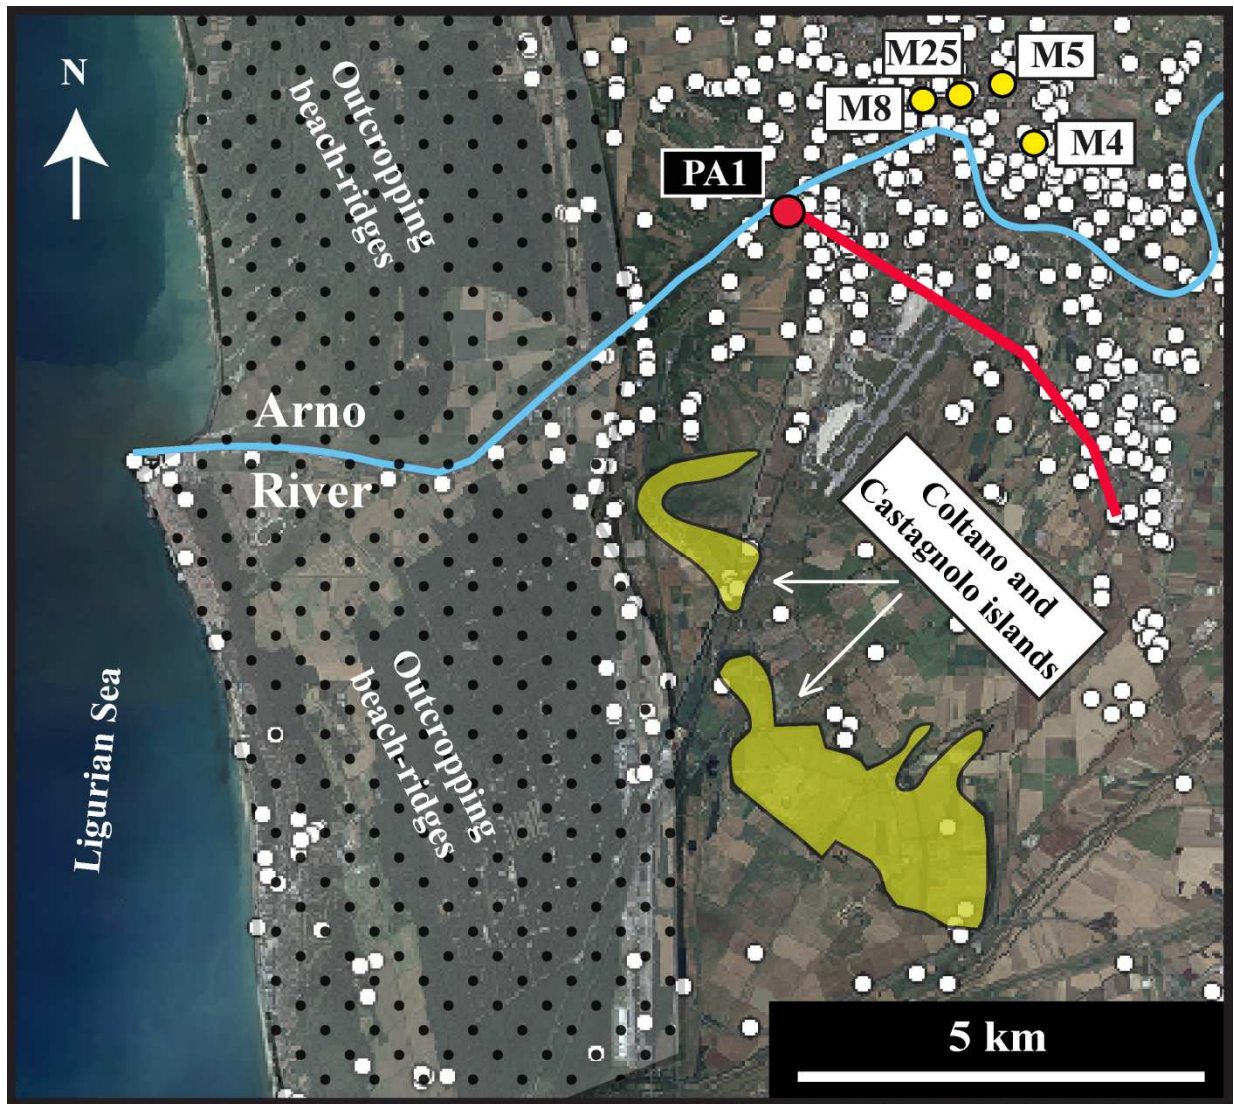 N
M25
M5
M8
M4
PA1
Outcropping
beach-ridges
Arno
River
Coltano and
Castagnolo islands
Outcropping
beach-ridges
Ligurian Sea
5 km